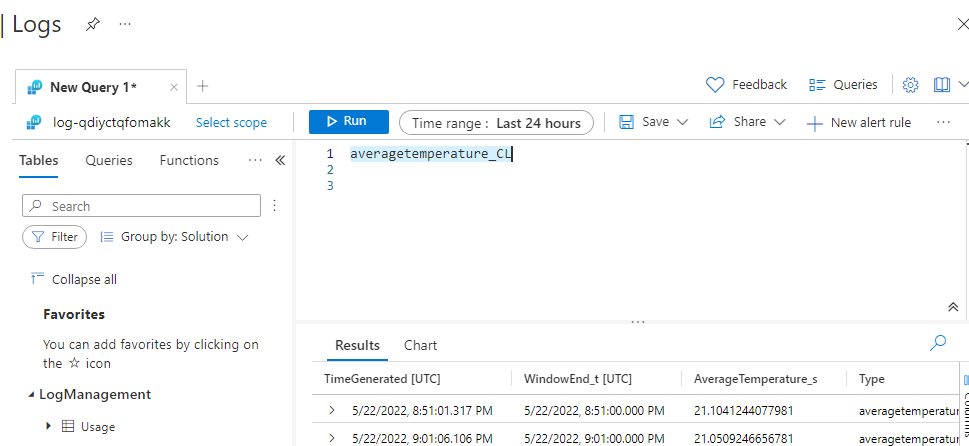 Logs
New Query 1*
Feedback
Queries
log-qdiyctqfomakk
Select scope
Run
Time range : Last 24 hours
Save
Share
New alert rule
Tables
Queries
Functions
1
averagetemperature_CL
2
3
Search
Filter
Group by: Solution
Collapse all
Favorites
You can add favorites by clicking on
the ☆ icon
LogManagement
Usage
Results
Chart
TimeGenerated [UTC] WindowEnd_t [UTC] AverageTemperature_s Type
5/22/2022, 8:51:01.317 PM 5/22/2022, 8:51:00.000 PM 21.1041244077981 averagetemperatur
5/22/2022, 9:01:06.106 PM 5/22/2022, 9:01:00.000 PM 21.0509246656781 averagetemperatur
Columns